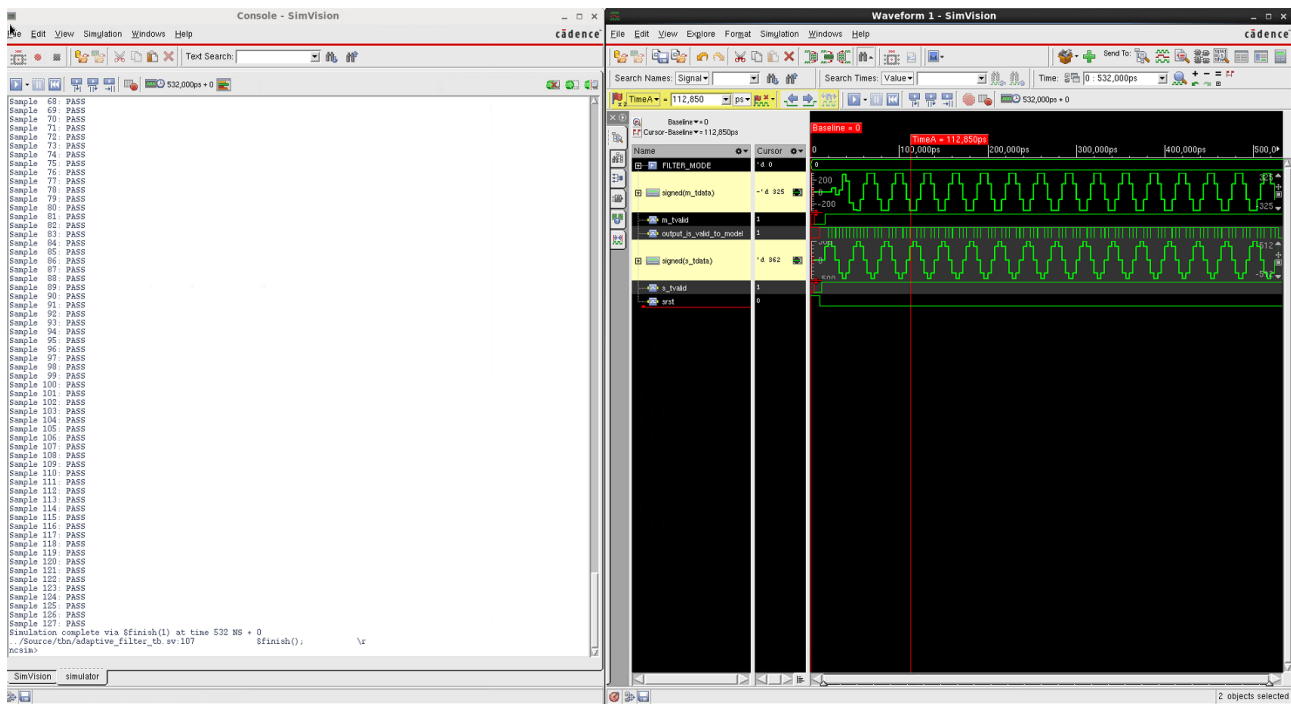 Console - SimVision
File Edit View Simulation Windows Help
cādence
Text Search:
532,000ps + 0
Sample 68: PASS
Sample 69: PASS
Sample 70: PASS
Sample 71: PASS
Sample 72: PASS
Sample 73: PASS
Sample 74: PASS
Sample 75: PASS
Sample 76: PASS
Sample 77: PASS
Sample 78: PASS
Sample 79: PASS
Sample 80: PASS
Sample 81: PASS
Sample 82: PASS
Sample 83: PASS
Sample 84: PASS
Sample 85: PASS
Sample 86: PASS
Sample 87: PASS
Sample 88: PASS
Sample 89: PASS
Sample 90: PASS
Sample 91: PASS
Sample 92: PASS
Sample 93: PASS
Sample 94: PASS
Sample 95: PASS
Sample 96: PASS
Sample 97: PASS
Sample 98: PASS
Sample 99: PASS
Sample 100: PASS
Sample 101: PASS
Sample 102: PASS
Sample 103: PASS
Sample 104: PASS
Sample 105: PASS
Sample 106: PASS
Sample 107: PASS
Sample 108: PASS
Sample 109: PASS
Sample 110: PASS
Sample 111: PASS
Sample 112: PASS
Sample 113: PASS
Sample 114: PASS
Sample 115: PASS
Sample 116: PASS
Sample 117: PASS
Sample 118: PASS
Sample 119: PASS
Sample 120: PASS
Sample 121: PASS
Sample 122: PASS
Sample 123: PASS
Sample 124: PASS
Sample 125: PASS
Sample 126: PASS
Sample 127: PASS
Simulation complete via $finish(1) at time 532 NS + 0
../Source/tbn/adaptive_filter_tb.sv:107 $finish(); \r
ncsim>
SimVision simulator
Waveform 1 - SimVision
File Edit View Explore Format Simulation Windows Help
cādence
Send To:
Search Names: Signal
Search Times: Value
Time: 0 : 532,000ps
TimeA = 112,850 ps
532,000ps + 0
Baseline = 0
Cursor-Baseline = 112,850ps
Baseline = 0
TimeA = 112,850ps
Name Cursor
0 100,000ps 200,000ps 300,000ps 400,000ps 500,0
FILTER_MODE 'd 0 0
signed(m_tdata) -'d 325
200 0 -200 325 -325
m_tvalid 1
output_is_valid_to_model 1
signed(s_tdata) 'd 362
512
s_tvalid 1
srst 0
2 objects selected